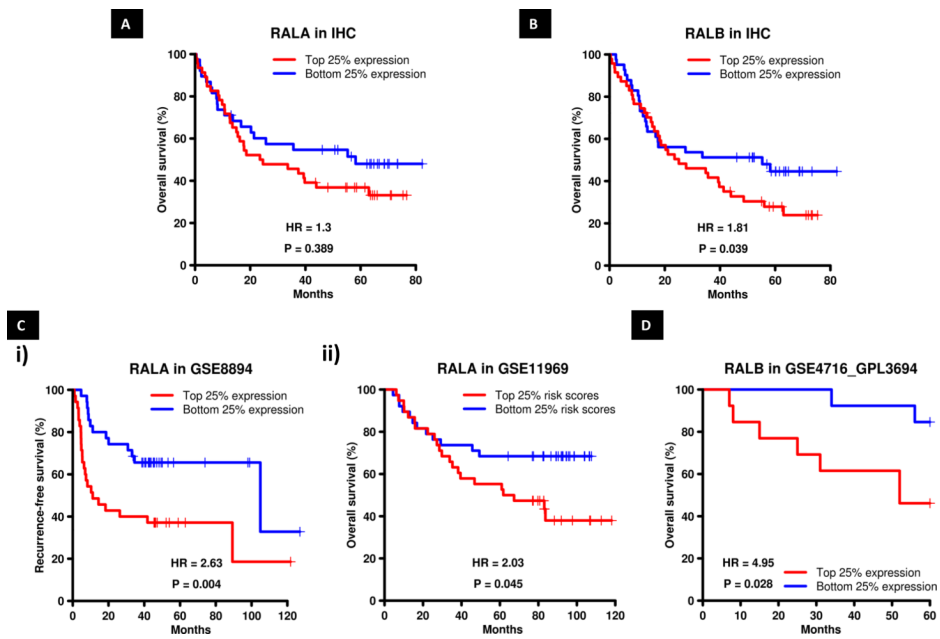 A
RALA in IHC
Top 25% expression
Bottom 25% expression
Overall survival (%)
100
80
60
40
20
0
HR = 1.3
P = 0.389
0 20 40 60 80
Months
B
RALB in IHC
Top 25% expression
Bottom 25% expression
Overall survival (%)
100
80
60
40
20
0
HR = 1.81
P = 0.039
0 20 40 60 80
Months
C
i)
RALA in GSE8894
Top 25% expression
Bottom 25% expression
Recurrence-free survival (%)
100
80
60
40
20
0
HR = 2.63
P = 0.004
0 20 40 60 80 100 120
Months
ii)
RALA in GSE11969
Top 25% risk scores
Bottom 25% risk scores
Overall survival (%)
100
80
60
40
20
0
HR = 2.03
P = 0.045
0 20 40 60 80 100 120
Months
D
RALB in GSE4716_GPL3694
Overall survival (%)
100
80
60
40
20
0
HR = 4.95
P = 0.028
Top 25% expression
Bottom 25% expression
0 10 20 30 40 50 60
Months